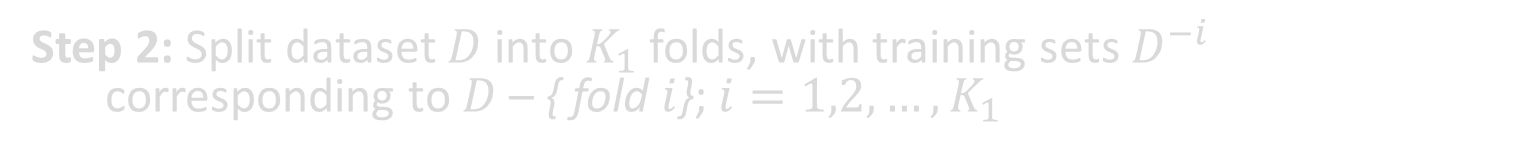 Step 2: Split dataset D into K₁ folds, with training sets D⁻ⁱ
corresponding to D – { fold i}; i = 1,2, … , K₁